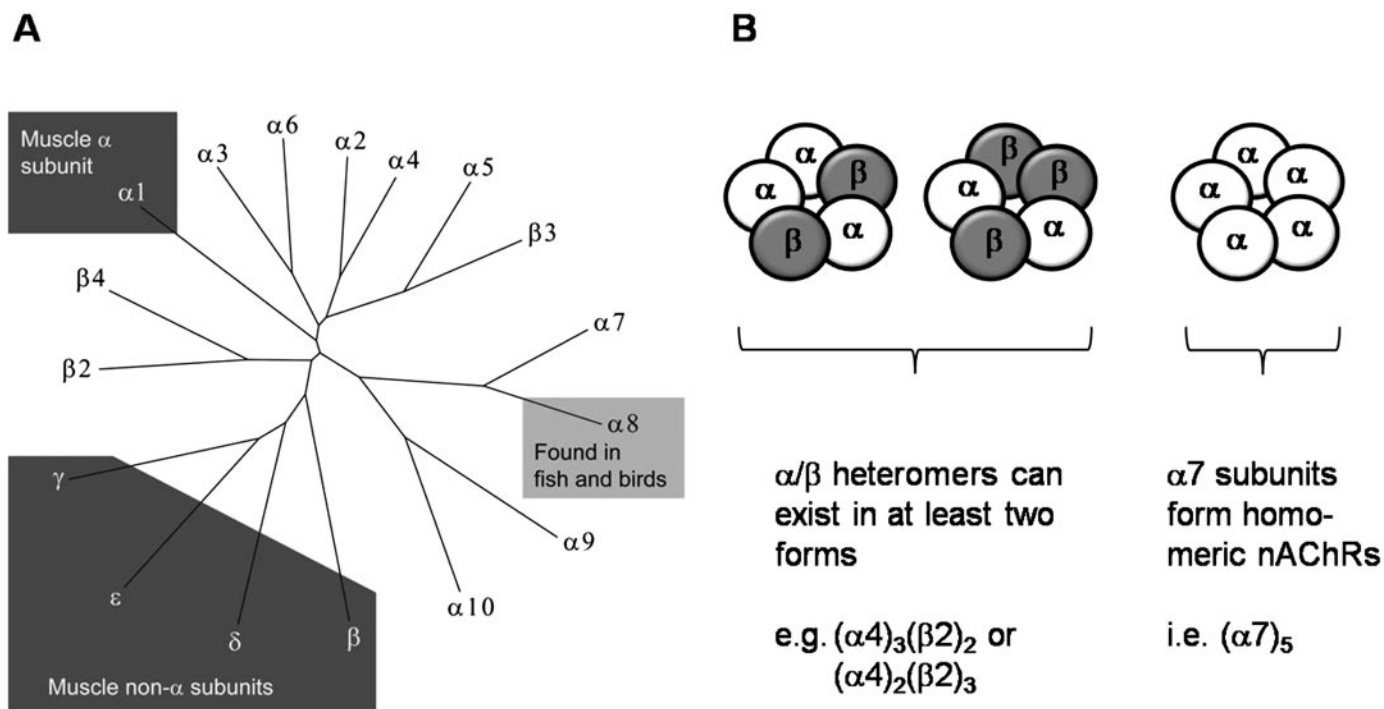 A
Muscle α
subunit
α1
α3
α6
α2
α4
α5
β3
β4
β2
α7
α8
Found in
fish and birds
α9
α10
γ
ε
δ
β
Muscle non-α subunits
B
α
α
β
β
α
β
α
β
β
α
α
α
α
α
α
α/β heteromers can
exist in at least two
forms
e.g. (α4)₃(β2)₂ or
(α4)₂(β2)₃
α7 subunits
form homo-
meric nAChRs
i.e. (α7)₅